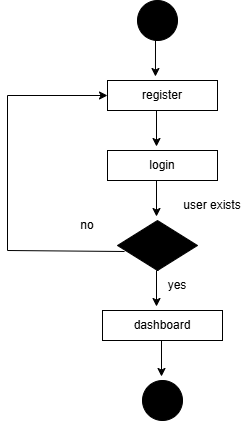 register
login
user exists
no
yes
dashboard